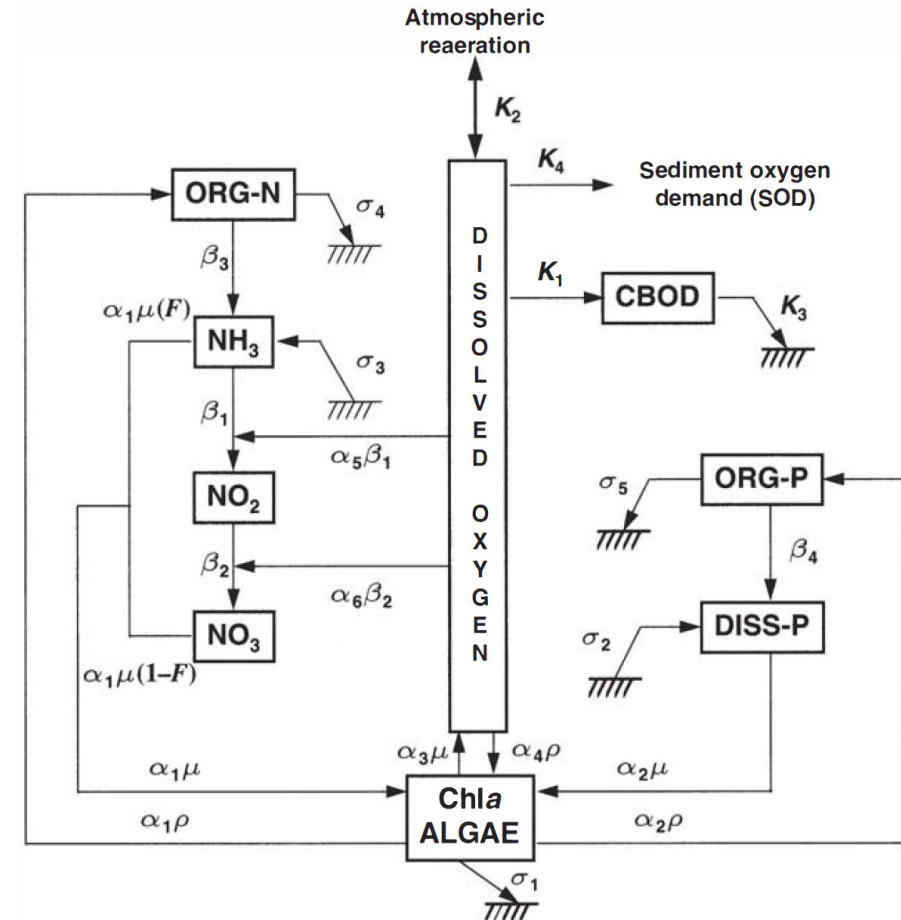 Atmospheric
reaeration
K₂
K₄
Sediment oxygen
demand (SOD)
ORG-N
σ₄
β₃
K₁
CBOD
K₃
α₁μ(F)
NH₃
σ₃
β₁
α₅β₁
NO₂
β₂
α₆β₂
NO₃
α₁μ(1–F)
DISSOLVED OXYGEN
σ₅
ORG-P
β₄
DISS-P
σ₂
α₃μ
α₄ρ
α₁μ
α₂μ
Chla
ALGAE
α₁ρ
α₂ρ
σ₁